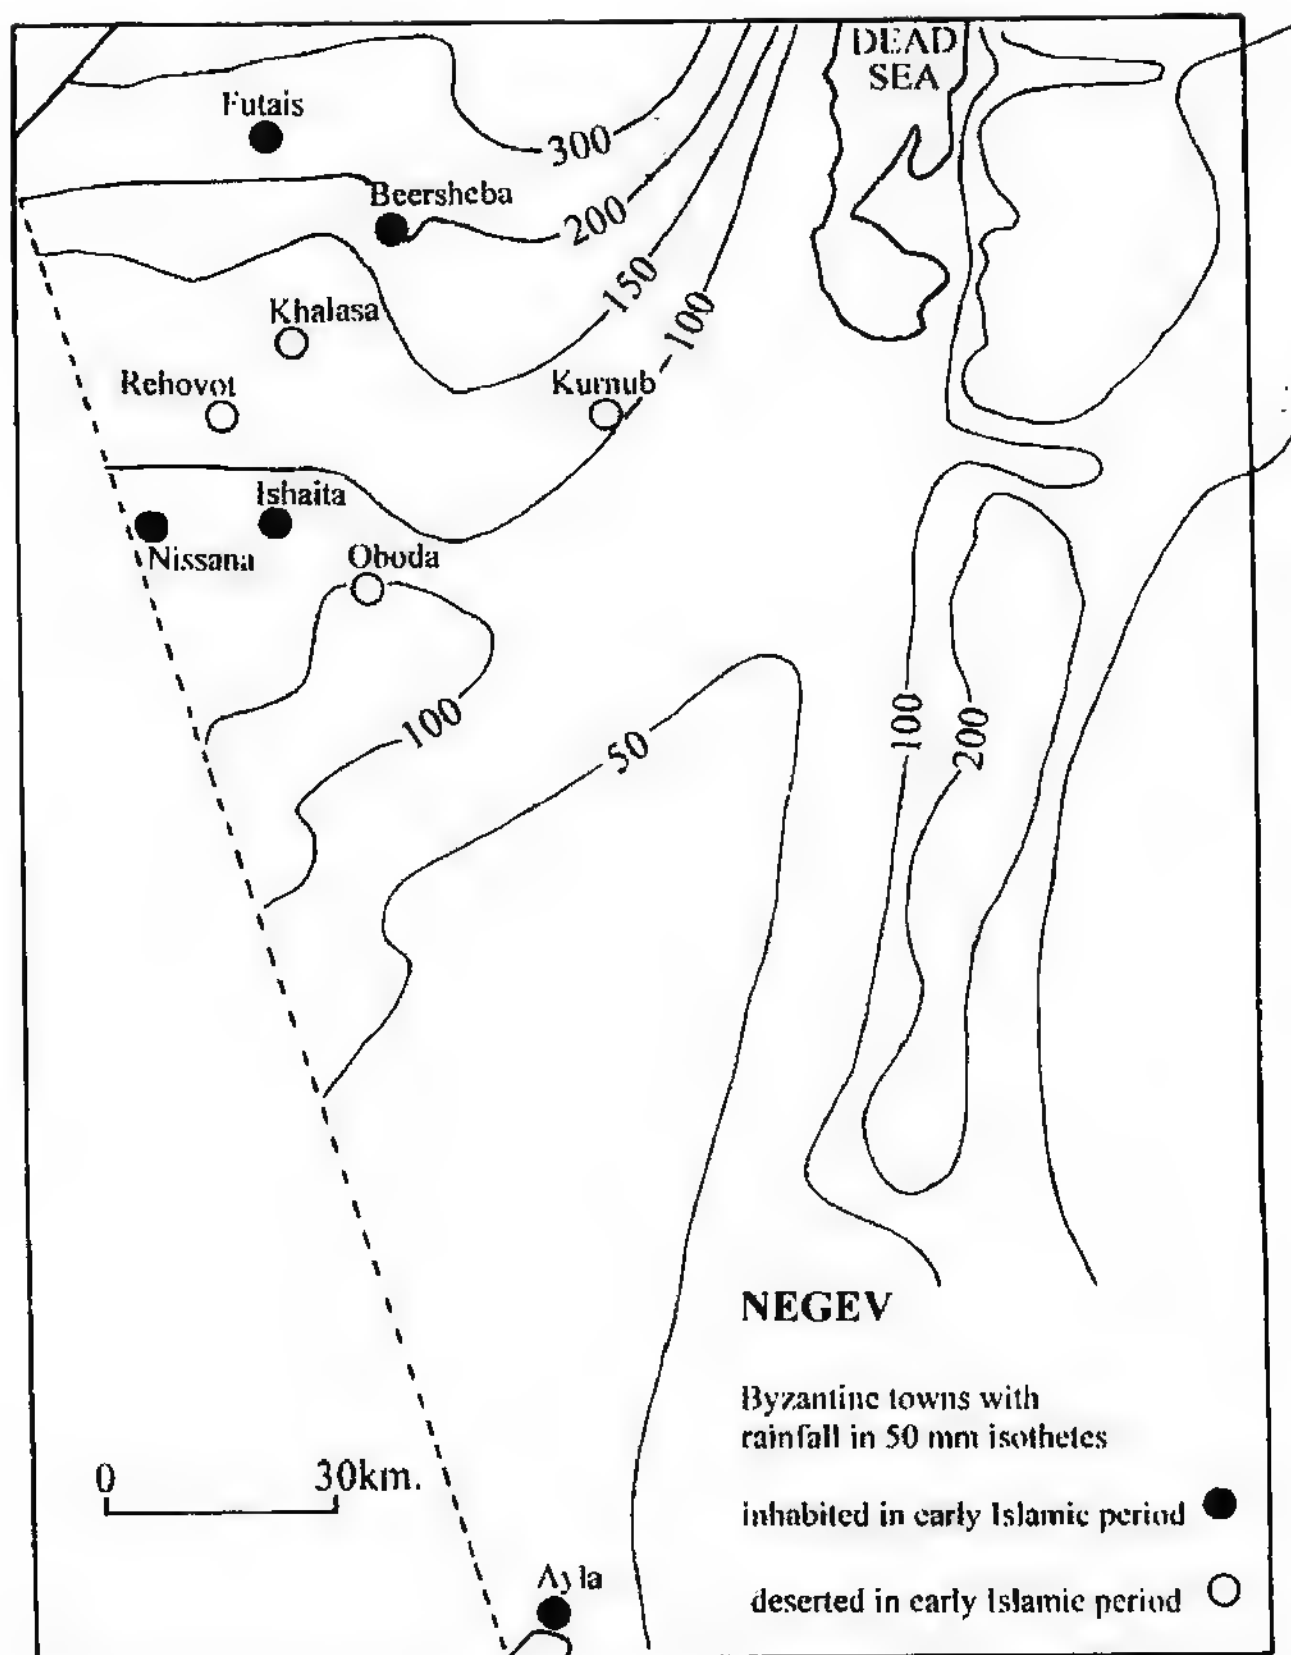 DEAD
SEA
Futais
300
Beersheba
200
150
Khalasa
100
Rehovot
Kurnub
Ishaita
Nissana
Oboda
100
50
100
200
NEGEV
Byzantine towns with
rainfall in 50 mm isothetes
0
30km.
inhabited in early Islamic period
Ayla
deserted in early Islamic period